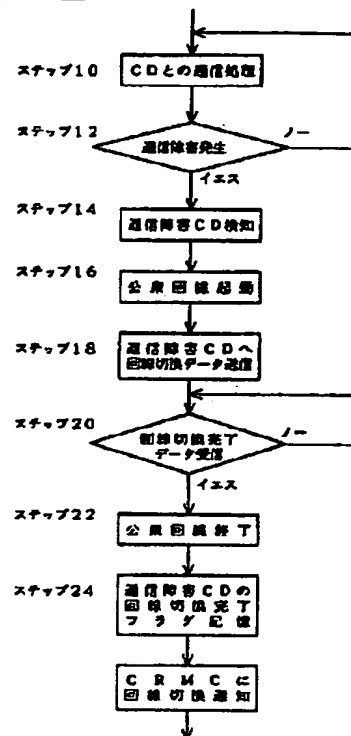 ステップ10
CDとの通信処理
ステップ12
通信障害発生
ノー
イエス
ステップ14
通信障害CD検知
ステップ16
公衆回線起動
ステップ18
通信障害CDへ
回線切換データ送信
ステップ20
回線切換完了
データ受信
ノー
イエス
ステップ22
公衆回線終了
ステップ24
通信障害CDの
回線切換完了
フラグ記憶
CRMCに
回線切換通知